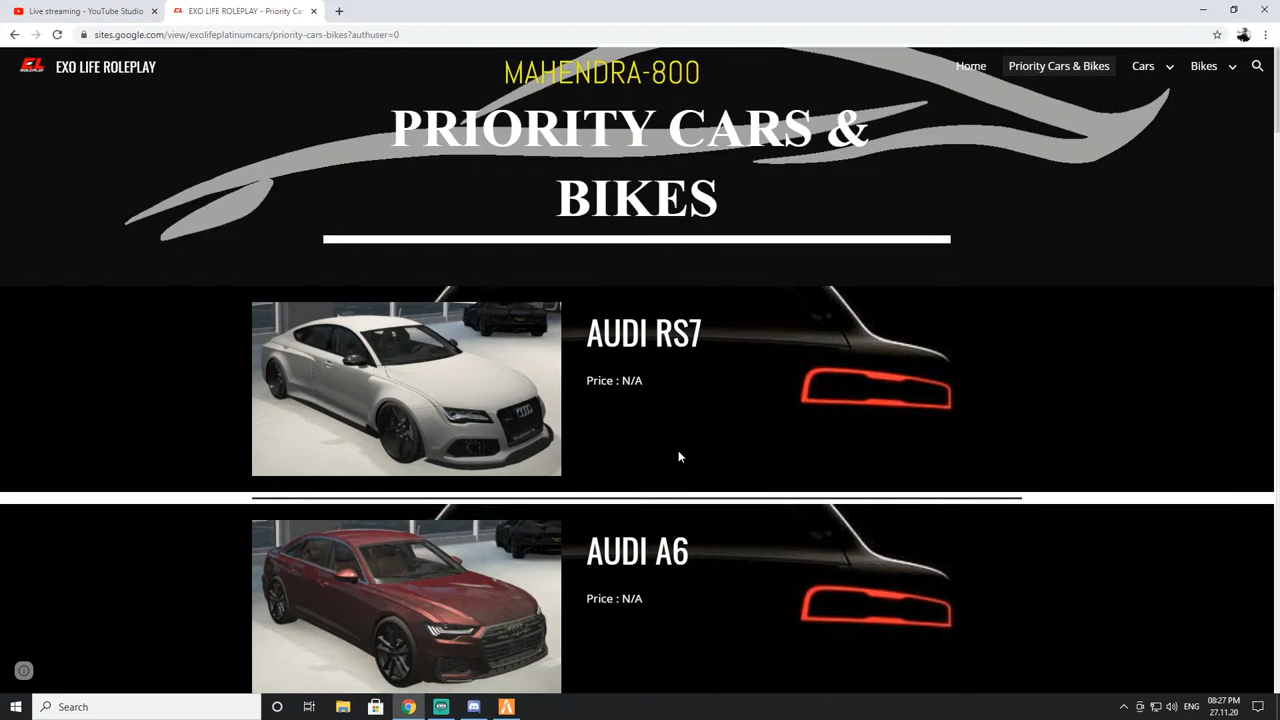 Live streaming - YouTube Studio
EXO LIFE ROLEPLAY - Priority Ca
sites.google.com/view/exolifeplatinumcars/priority-cars-bikes?authuser=0
EL
ROLEPLAY
EXO LIFE ROLEPLAY
Home
Priority Cars & Bikes
Cars
Bikes
MAHENDRA-800
PRIORITY CARS &
BIKES
AUDI RS7
Price : N/A
AUDI A6
Price : N/A
Search
ENG
08:27 PM
27.11.20